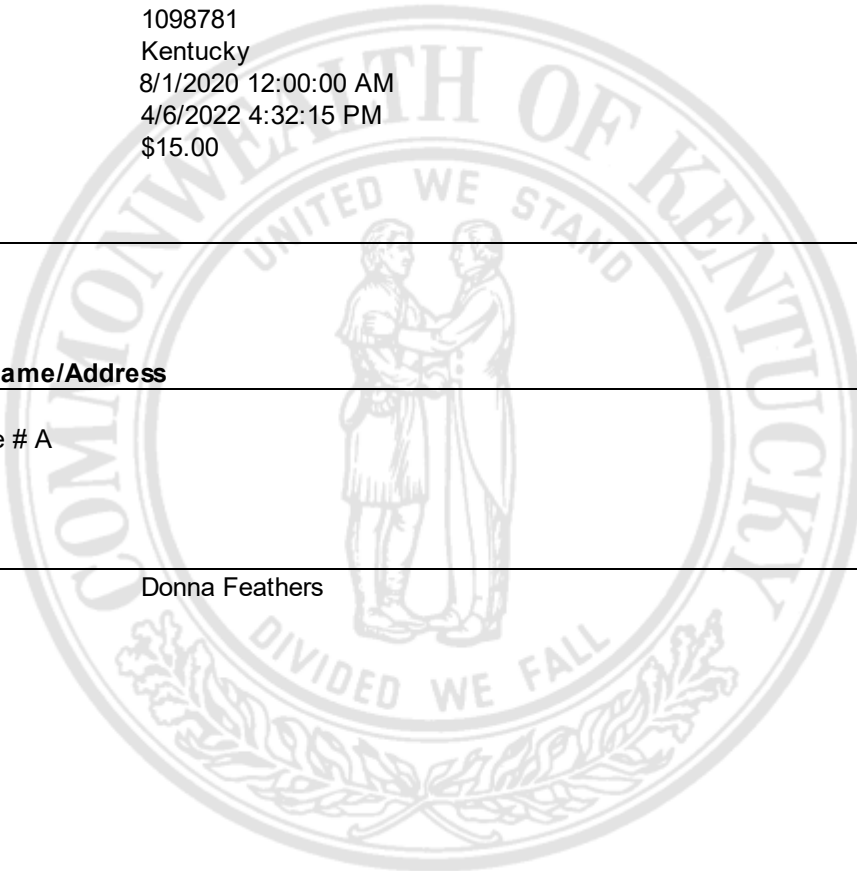 1098781
Kentucky
8/1/2020 12:00:00 AM
4/6/2022 4:32:15 PM
$15.00
COMMONWEALTH OF KENTUCKY
UNITED WE STAND
ame/Address
e # A
Donna Feathers
DIVIDED WE FALL